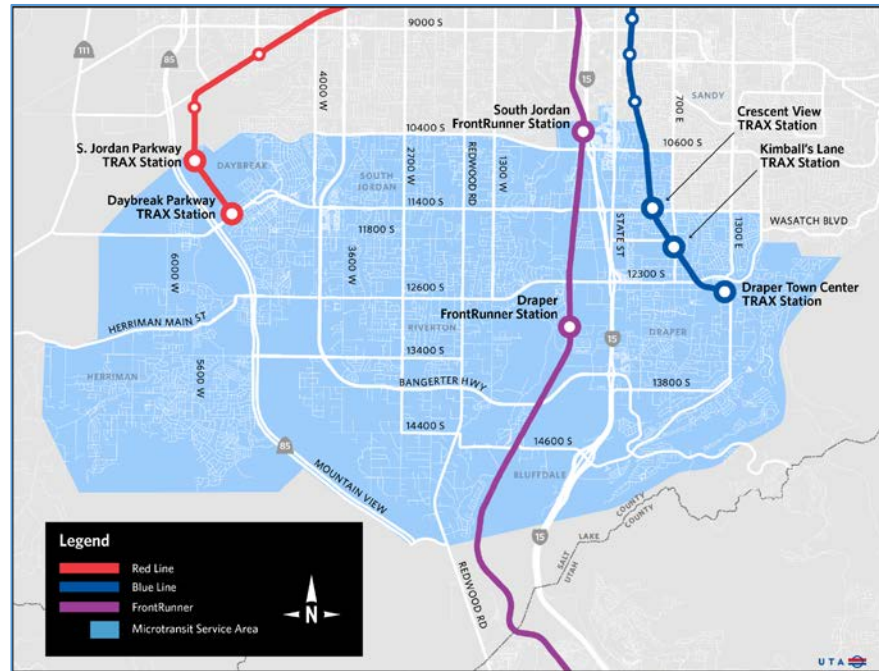 9000 S
111
85
15
4000 W
700 E
SANDY
South Jordan
FrontRunner Station
Crescent View
TRAX Station
Kimball's Lane
TRAX Station
10400 S
10600 S
S. Jordan Parkway
TRAX Station
DAYBREAK
SOUTH
JORDAN
2700 W
REDWOOD RD
1300 W
Daybreak Parkway
TRAX Station
11400 S
11800 S
STATE ST
1300 E
WASATCH BLVD
6000 W
3600 W
12300 S
12600 S
Draper Town Center
TRAX Station
Draper
FrontRunner Station
HERRIMAN MAIN ST
RIVERTON
DRAPER
15
13400 S
HERRIMAN
5600 W
BANGERTER HWY
13800 S
14400 S
14600 S
85
BLUFFDALE
MOUNTAIN VIEW
COUNTY
COUNTY
LAKE
SALT
UTAH
15
REDWOOD RD
Legend
Red Line
Blue Line
FrontRunner
Microtransit Service Area
N
UTA